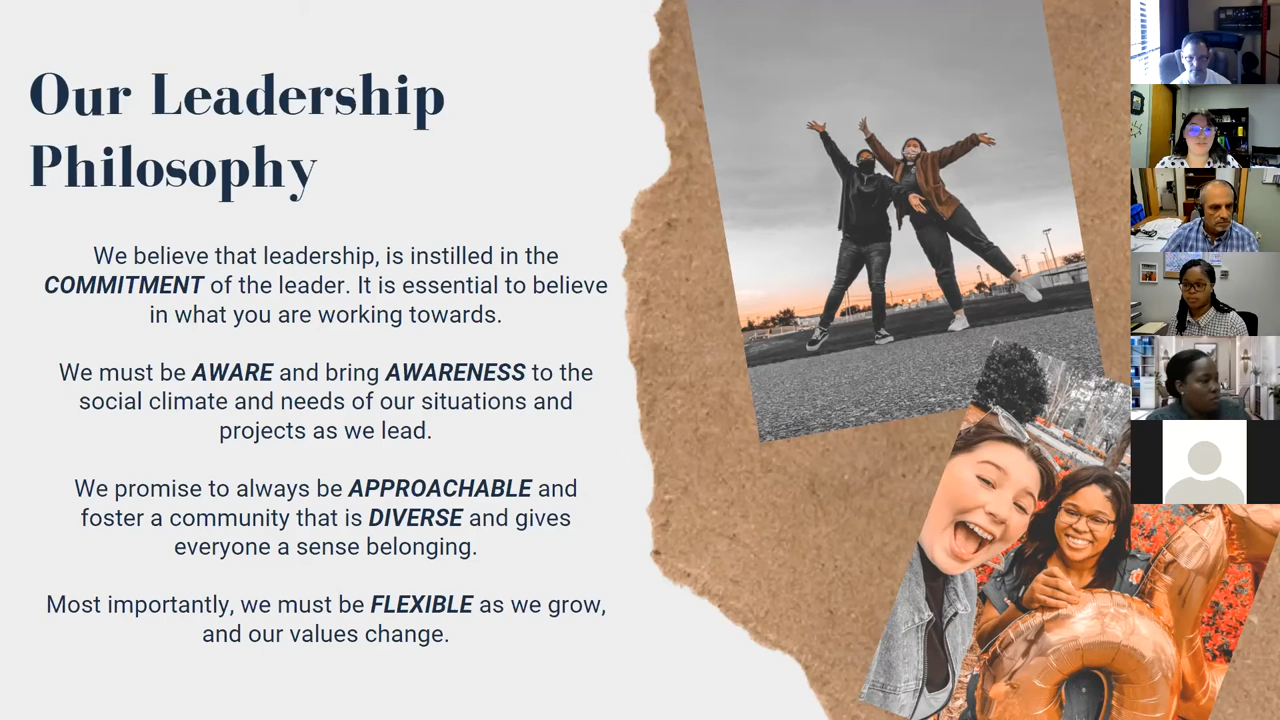 Our Leadership
Philosophy
We believe that leadership, is instilled in the
COMMITMENT of the leader. It is essential to believe
in what you are working towards.
We must be AWARE and bring AWARENESS to the
social climate and needs of our situations and
projects as we lead.
We promise to always be APPROACHABLE and
foster a community that is DIVERSE and gives
everyone a sense belonging.
Most importantly, we must be FLEXIBLE as we grow,
and our values change.